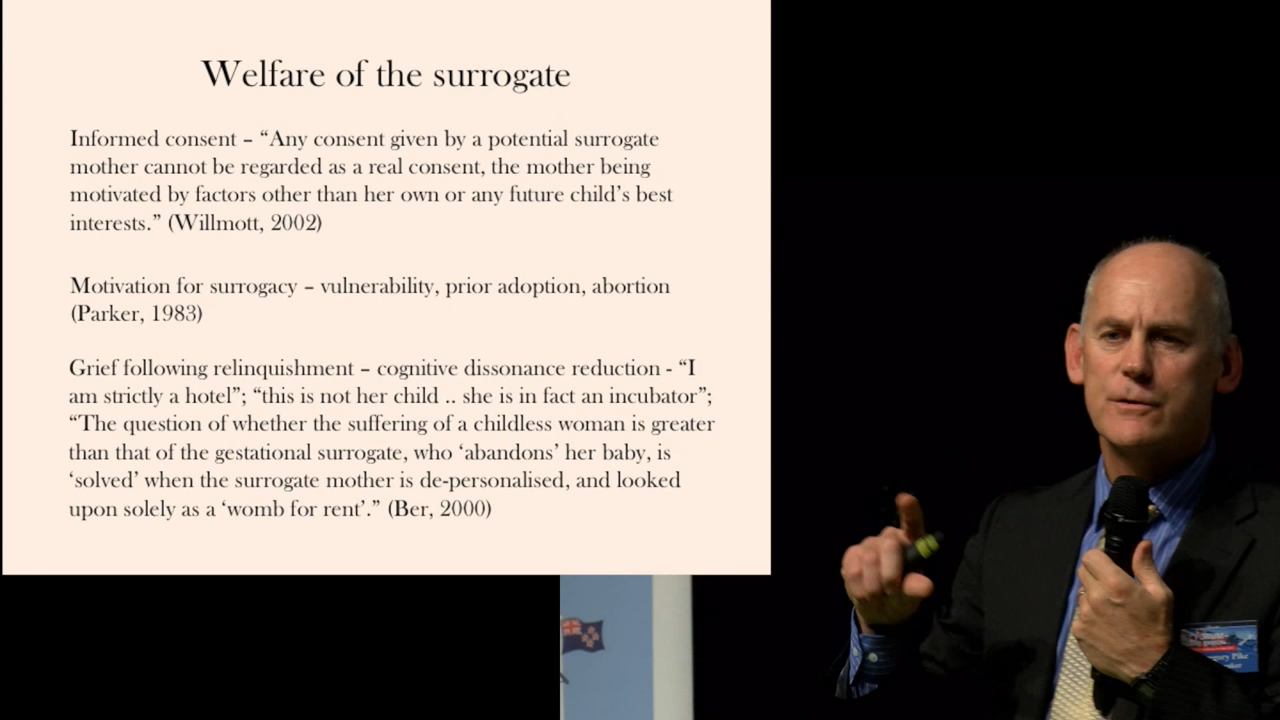 Welfare of the surrogate
Informed consent – “Any consent given by a potential surrogate
mother cannot be regarded as a real consent, the mother being
motivated by factors other than her own or any future child’s best
interests.” (Willmott, 2002)
Motivation for surrogacy – vulnerability, prior adoption, abortion
(Parker, 1983)
Grief following relinquishment – cognitive dissonance reduction - “I
am strictly a hotel”; “this is not her child .. she is in fact an incubator”;
“The question of whether the suffering of a childless woman is greater
than that of the gestational surrogate, who ‘abandons’ her baby, is
‘solved’ when the surrogate mother is de-personalised, and looked
upon solely as a ‘womb for rent’.” (Ber, 2000)
Pike